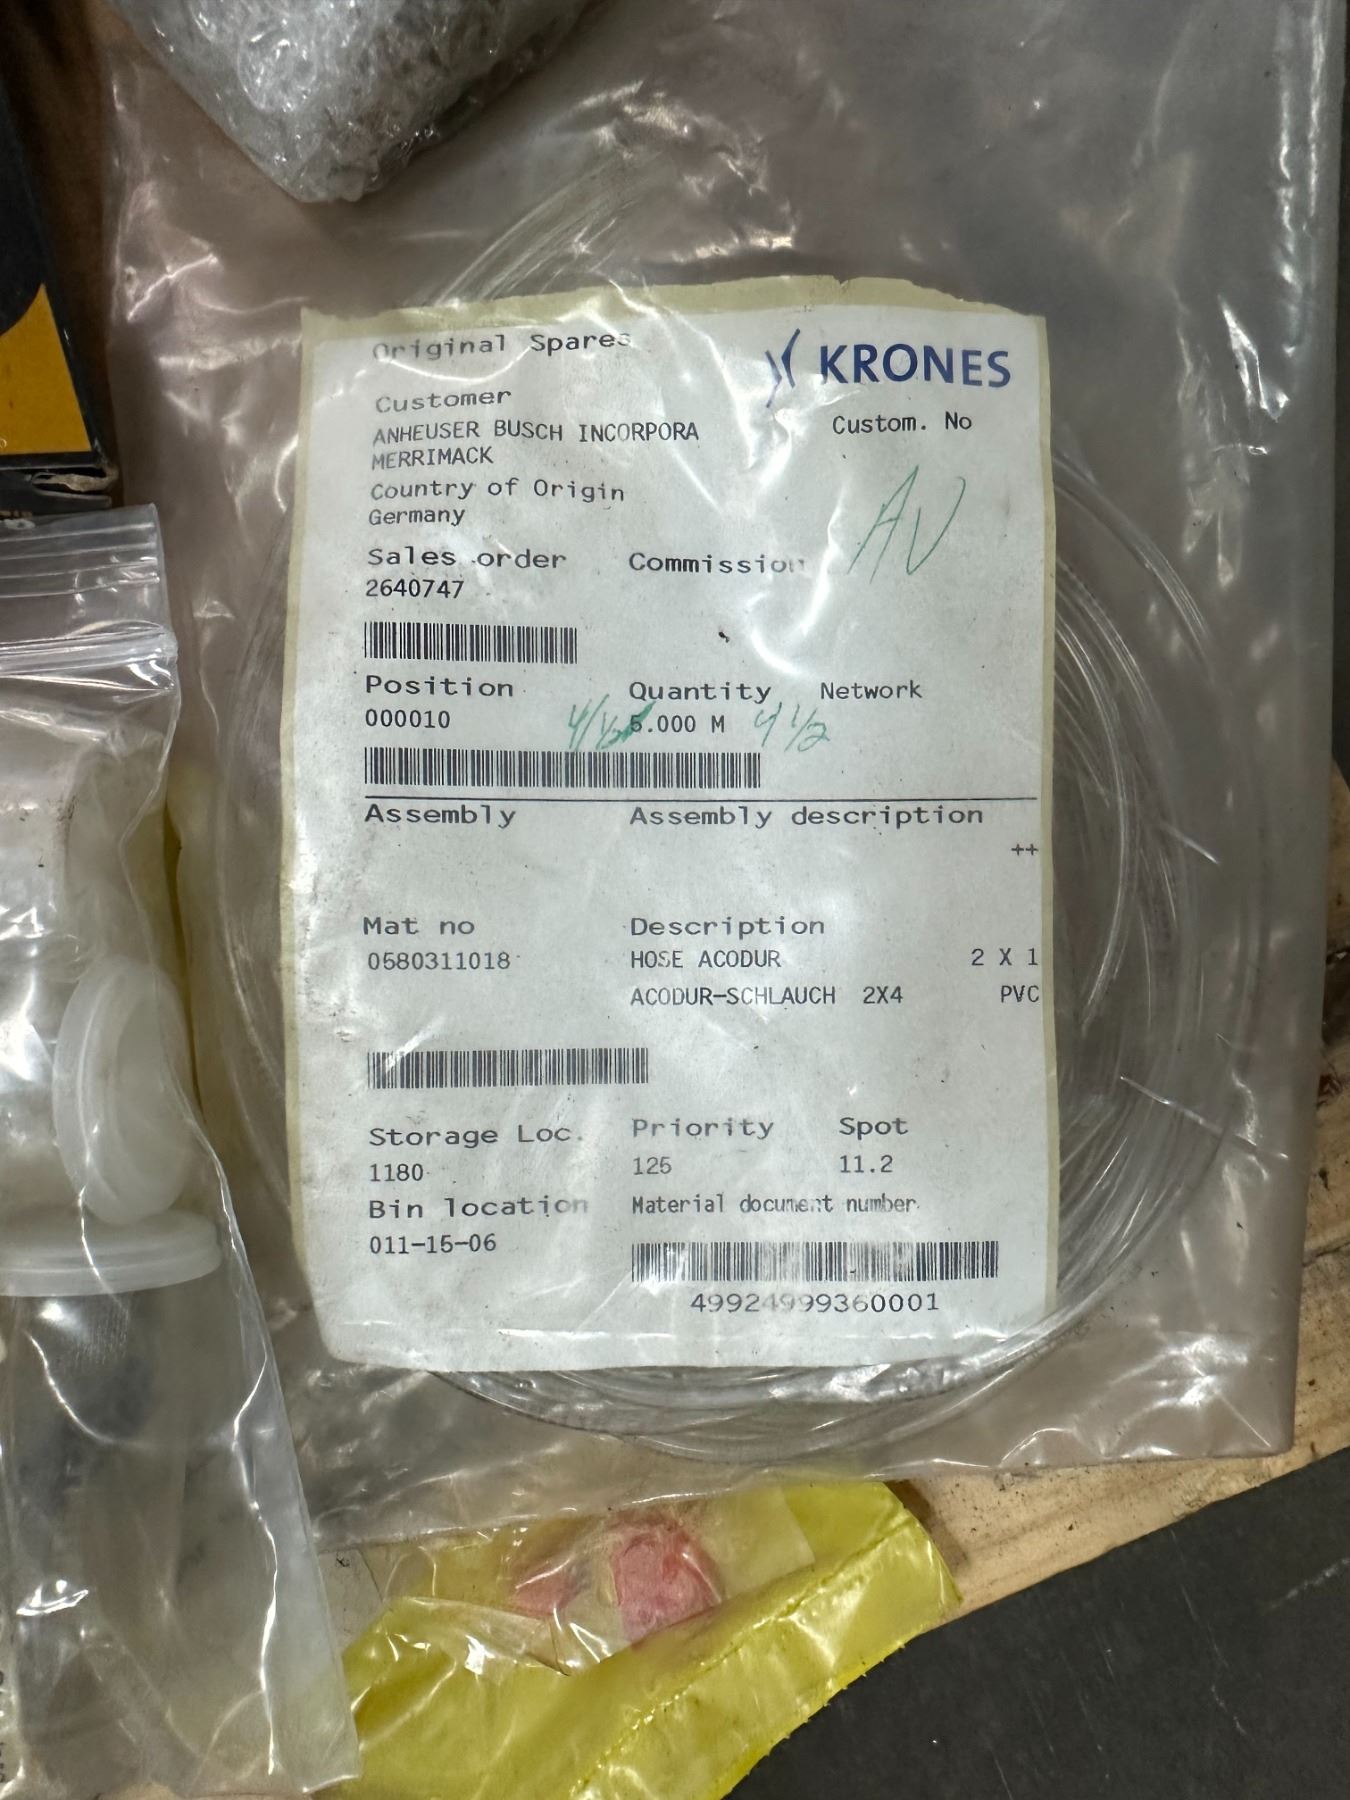 Original Spares
KRONES
Customer
Custom. No
ANHEUSER BUSCH INCORPORA
MERRIMACK
AV
Country of Origin
Germany
Sales order Commission
2640747
Position Quantity Network
000010 4 1/2 5.000 M 4 1/2
Assembly Assembly description
++
Mat no Description
0580311018 HOSE ACODUR 2 X 1
ACODUR-SCHLAUCH 2X4 PVC
Storage Loc. Priority Spot
1180 125 11.2
Bin location Material document number
011-15-06
49924999360001